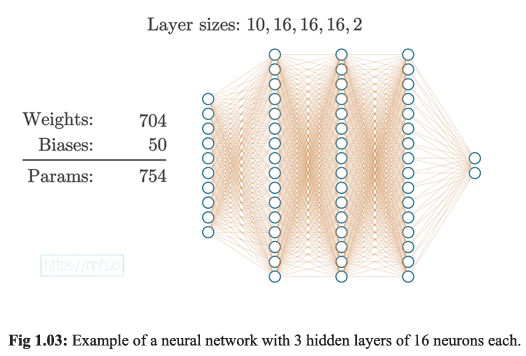 Layer sizes: 10, 16, 16, 16, 2
Weights: 704
Biases: 50
Params: 754
https://nnfs.io
Fig 1.03: Example of a neural network with 3 hidden layers of 16 neurons each.